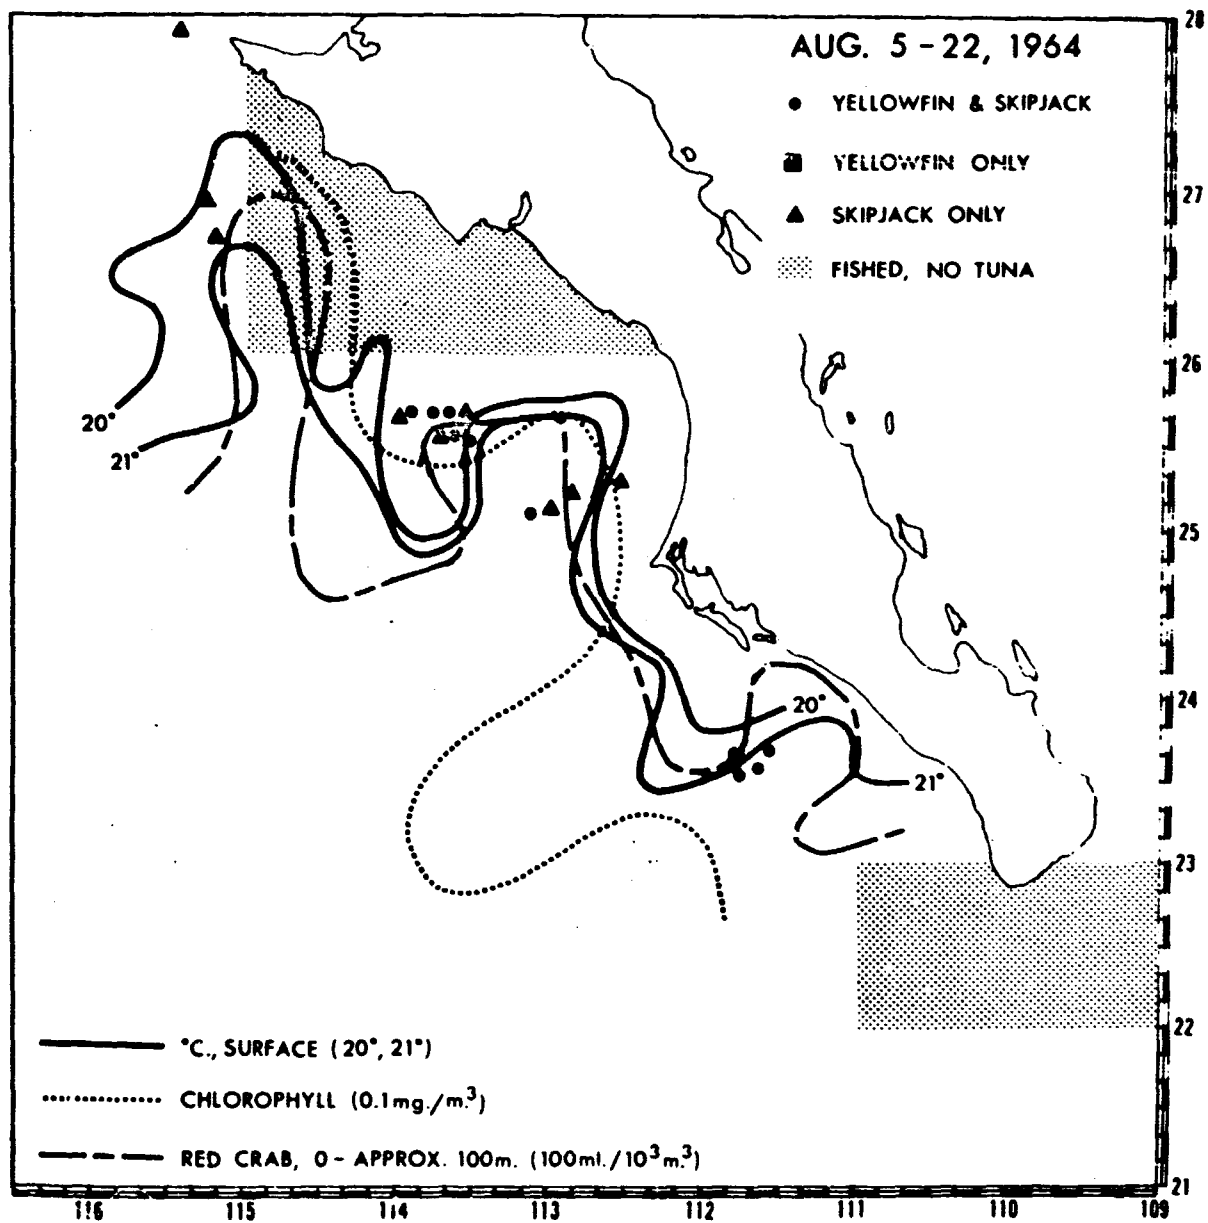 AUG. 5 - 22, 1964
YELLOWFIN & SKIPJACK
YELLOWFIN ONLY
SKIPJACK ONLY
FISHED, NO TUNA
28
27
26
25
24
23
22
21
20°
21°
20°
21°
°C., SURFACE (20°, 21°)
CHLOROPHYLL (0.1mg./m.³)
RED CRAB, 0 - APPROX. 100m. (100ml./10³m.³)
116 115 114 113 112 111 110 109